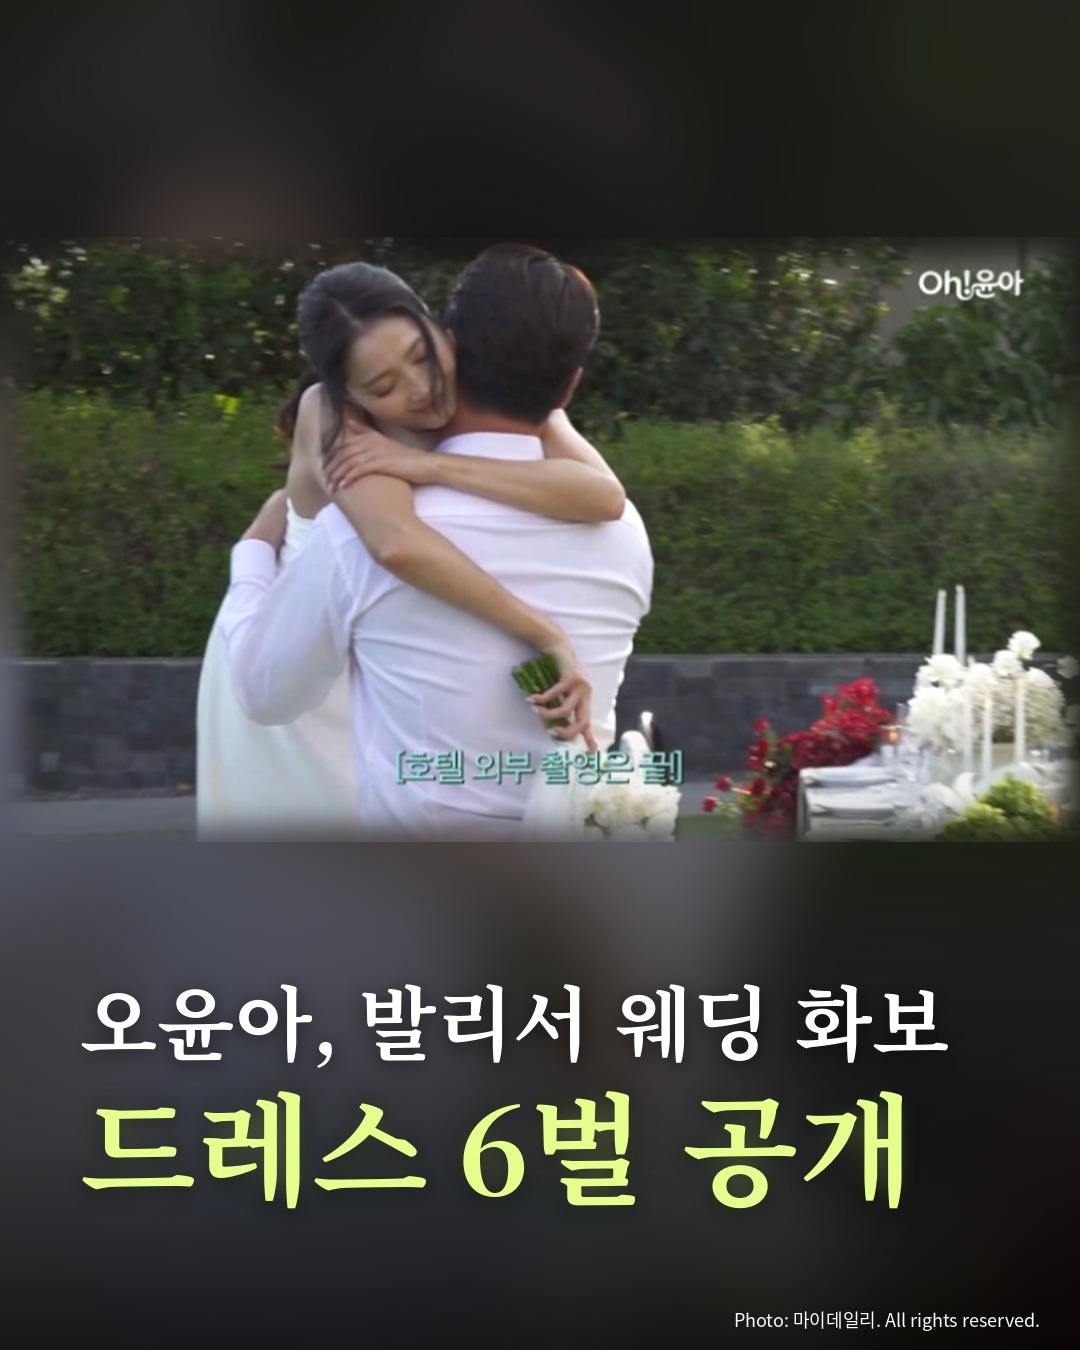 Oh!윤아
[호텔 외부 촬영은 끝!]
오윤아, 발리서 웨딩 화보
드레스 6벌 공개
Photo: 마이데일리. All rights reserved.